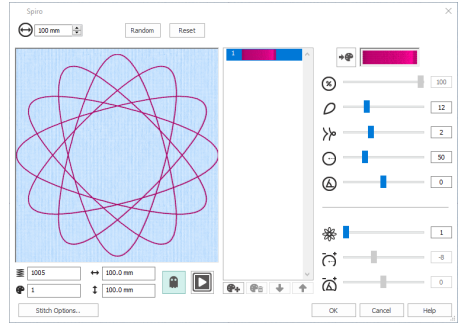 Spiro
100 mm
Random
Reset
1
100
12
2
50
0
1
-8
0
1005
100.0 mm
1
100.0 mm
Stitch Options...
OK
Cancel
Help